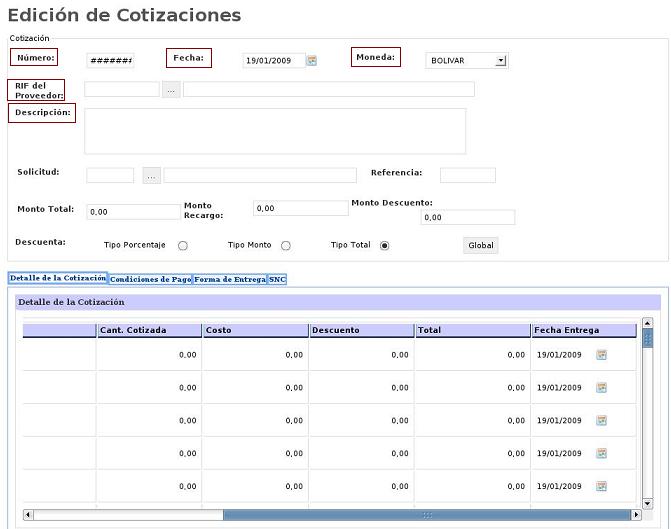 Edición de Cotizaciones
Cotización
Número: ####### Fecha: 19/01/2009 Moneda: BOLIVAR
RIF del
Proveedor: ...
Descripción:
Solicitud: ... Referencia:
Monto Total: 0,00 Monto Recargo: 0,00 Monto Descuento: 0,00
Descuenta: Tipo Porcentaje Tipo Monto Tipo Total Global
Detalle de la Cotización Condiciones de Pago Forma de Entrega SNC
Detalle de la Cotización
Cant. Cotizada Costo Descuento Total Fecha Entrega
0,00 0,00 0,00 0,00 19/01/2009
0,00 0,00 0,00 0,00 19/01/2009
0,00 0,00 0,00 0,00 19/01/2009
0,00 0,00 0,00 0,00 19/01/2009
0,00 0,00 0,00 0,00 19/01/2009